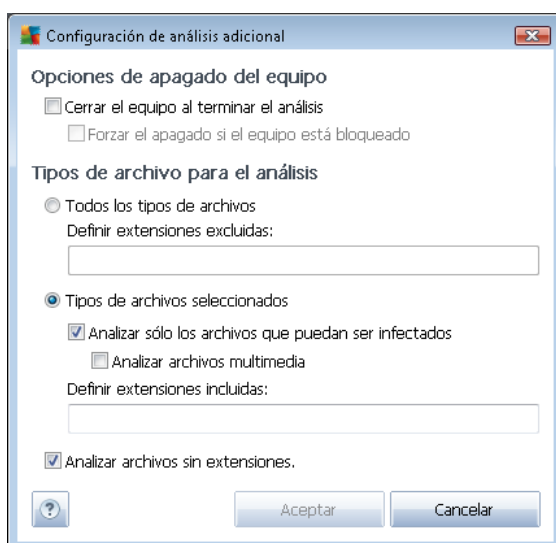 Configuración de análisis adicional
Opciones de apagado del equipo
Cerrar el equipo al terminar el análisis
Forzar el apagado si el equipo está bloqueado
Tipos de archivo para el análisis
Todos los tipos de archivos
Definir extensiones excluidas:
Tipos de archivos seleccionados
Analizar sólo los archivos que puedan ser infectados
Analizar archivos multimedia
Definir extensiones incluidas:
Analizar archivos sin extensiones.
? Aceptar Cancelar